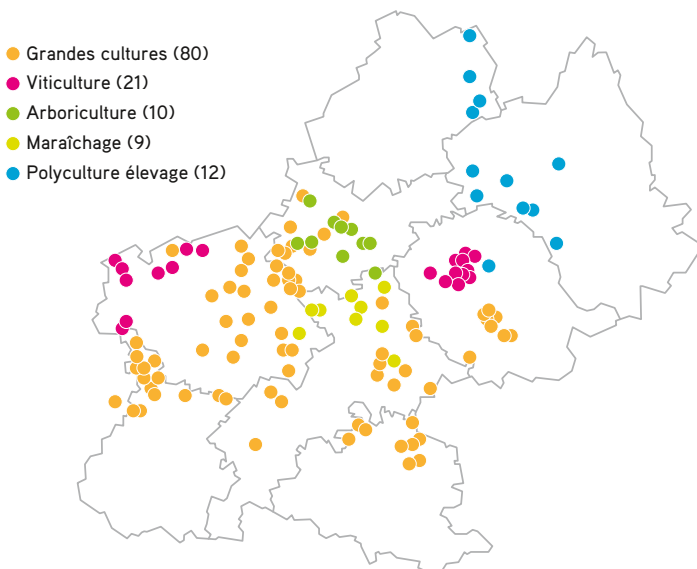 Grandes cultures (80)
Viticulture (21)
Arboriculture (10)
Maraîchage (9)
Polyculture élevage (12)